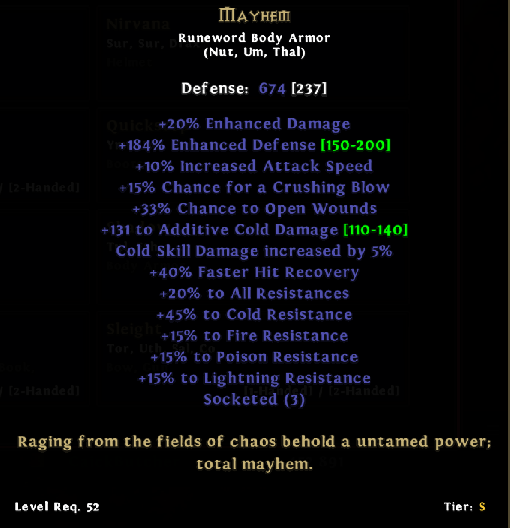 Mayhem
Runeword Body Armor
(Nut, Um, Thal)
Defense: 674 [237]
+20% Enhanced Damage
+184% Enhanced Defense [150-200]
+10% Increased Attack Speed
+15% Chance for a Crushing Blow
+33% Chance to Open Wounds
+131 to Additive Cold Damage [110-140]
Cold Skill Damage increased by 5%
+40% Faster Hit Recovery
+20% to All Resistances
+45% to Cold Resistance
+15% to Fire Resistance
+15% to Poison Resistance
+15% to Lightning Resistance
Socketed (3)
Raging from the fields of chaos behold a untamed power;
total mayhem.
Level Req. 52
Tier: S